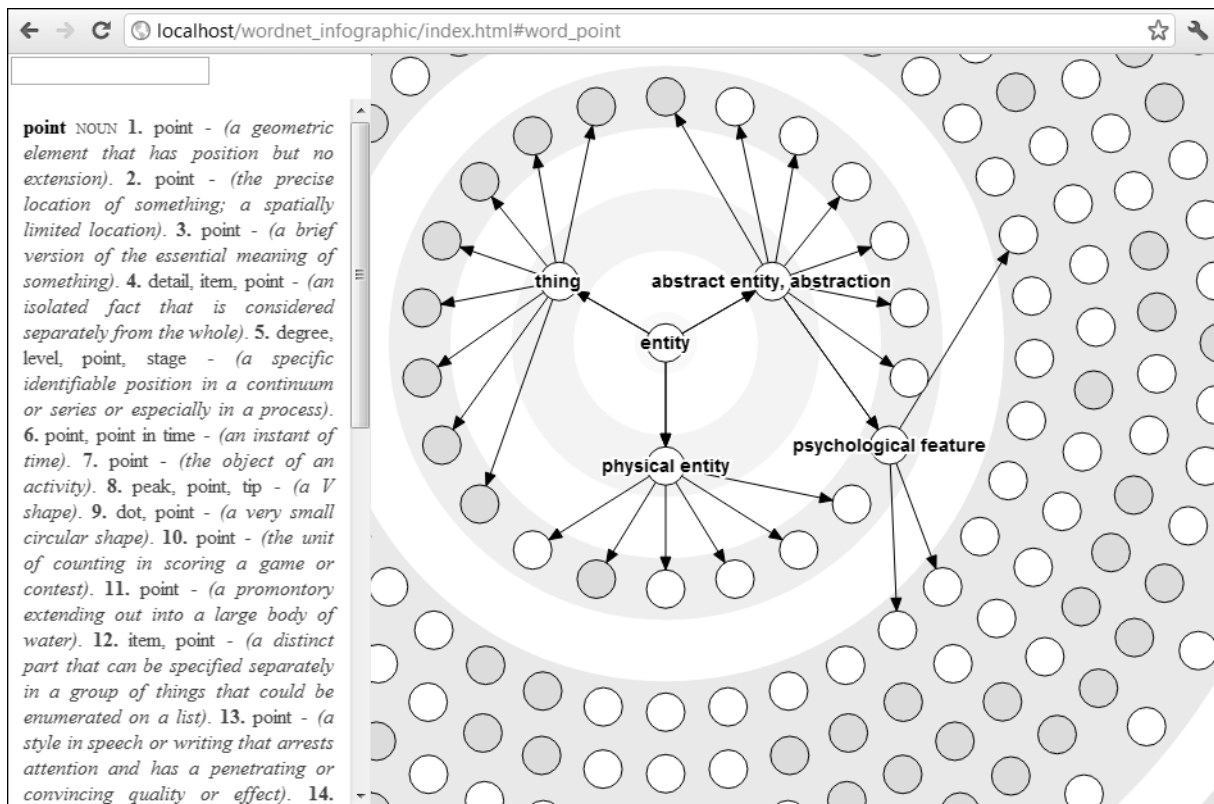 localhost/wordnet_infographic/index.html#word_point
point NOUN 1. point - (a geometric
element that has position but no
extension). 2. point - (the precise
location of something; a spatially
limited location). 3. point - (a brief
version of the essential meaning of
something). 4. detail, item, point - (an
isolated fact that is considered
separately from the whole). 5. degree,
level, point, stage - (a specific
identifiable position in a continuum
or series or especially in a process).
6. point, point in time - (an instant of
time). 7. point - (the object of an
activity). 8. peak, point, tip - (a V
shape). 9. dot, point - (a very small
circular shape). 10. point - (the unit
of counting in scoring a game or
contest). 11. point - (a promontory
extending out into a large body of
water). 12. item, point - (a distinct
part that can be specified separately
in a group of things that could be
enumerated on a list). 13. point - (a
style in speech or writing that arrests
attention and has a penetrating or
convincing quality or effect). 14.
thing
abstract entity, abstraction
entity
psychological feature
physical entity